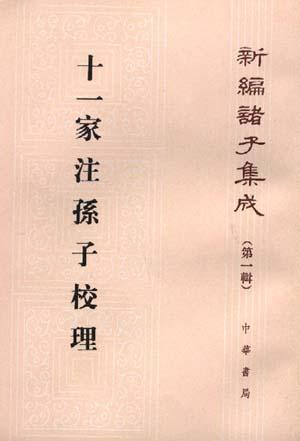 新編諸子集成
（第一輯）
中華書局
十一家注孫子校理